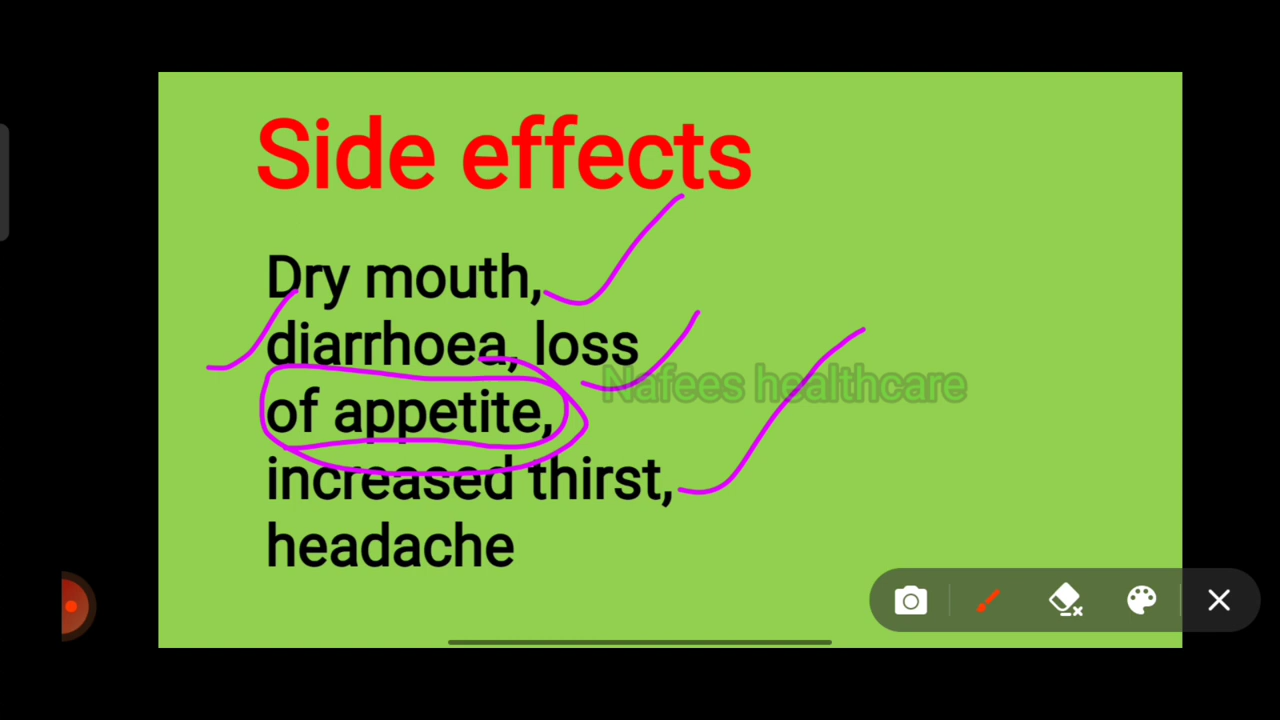 Side effects
Dry mouth,
diarrhoea, loss
Nafees healthcare
of appetite,
increased thirst,
headache